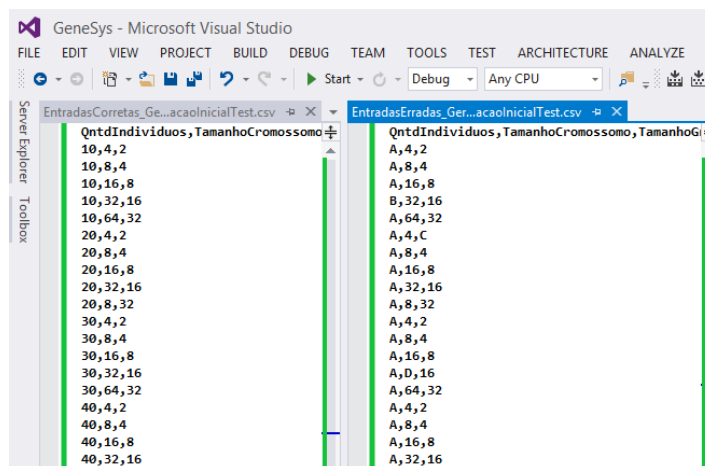 GeneSys - Microsoft Visual Studio
FILE EDIT VIEW PROJECT BUILD DEBUG TEAM TOOLS TEST ARCHITECTURE ANALYZE
Start Debug Any CPU
Server Explorer
Toolbox
EntradasCorretas_Ge...acaoInicialTest.csv
QntdIndividuos,TamanhoCromossomo
10,4,2
10,8,4
10,16,8
10,32,16
10,64,32
20,4,2
20,8,4
20,16,8
20,32,16
20,8,32
30,4,2
30,8,4
30,16,8
30,32,16
30,64,32
40,4,2
40,8,4
40,16,8
40,32,16
EntradasErradas_Ger...acaoInicialTest.csv
QntdIndividuos,TamanhoCromossomo,TamanhoG
A,4,2
A,8,4
A,16,8
B,32,16
A,64,32
A,4,C
A,8,4
A,16,8
A,32,16
A,8,32
A,4,2
A,8,4
A,16,8
A,D,16
A,64,32
A,4,2
A,8,4
A,16,8
A,32,16